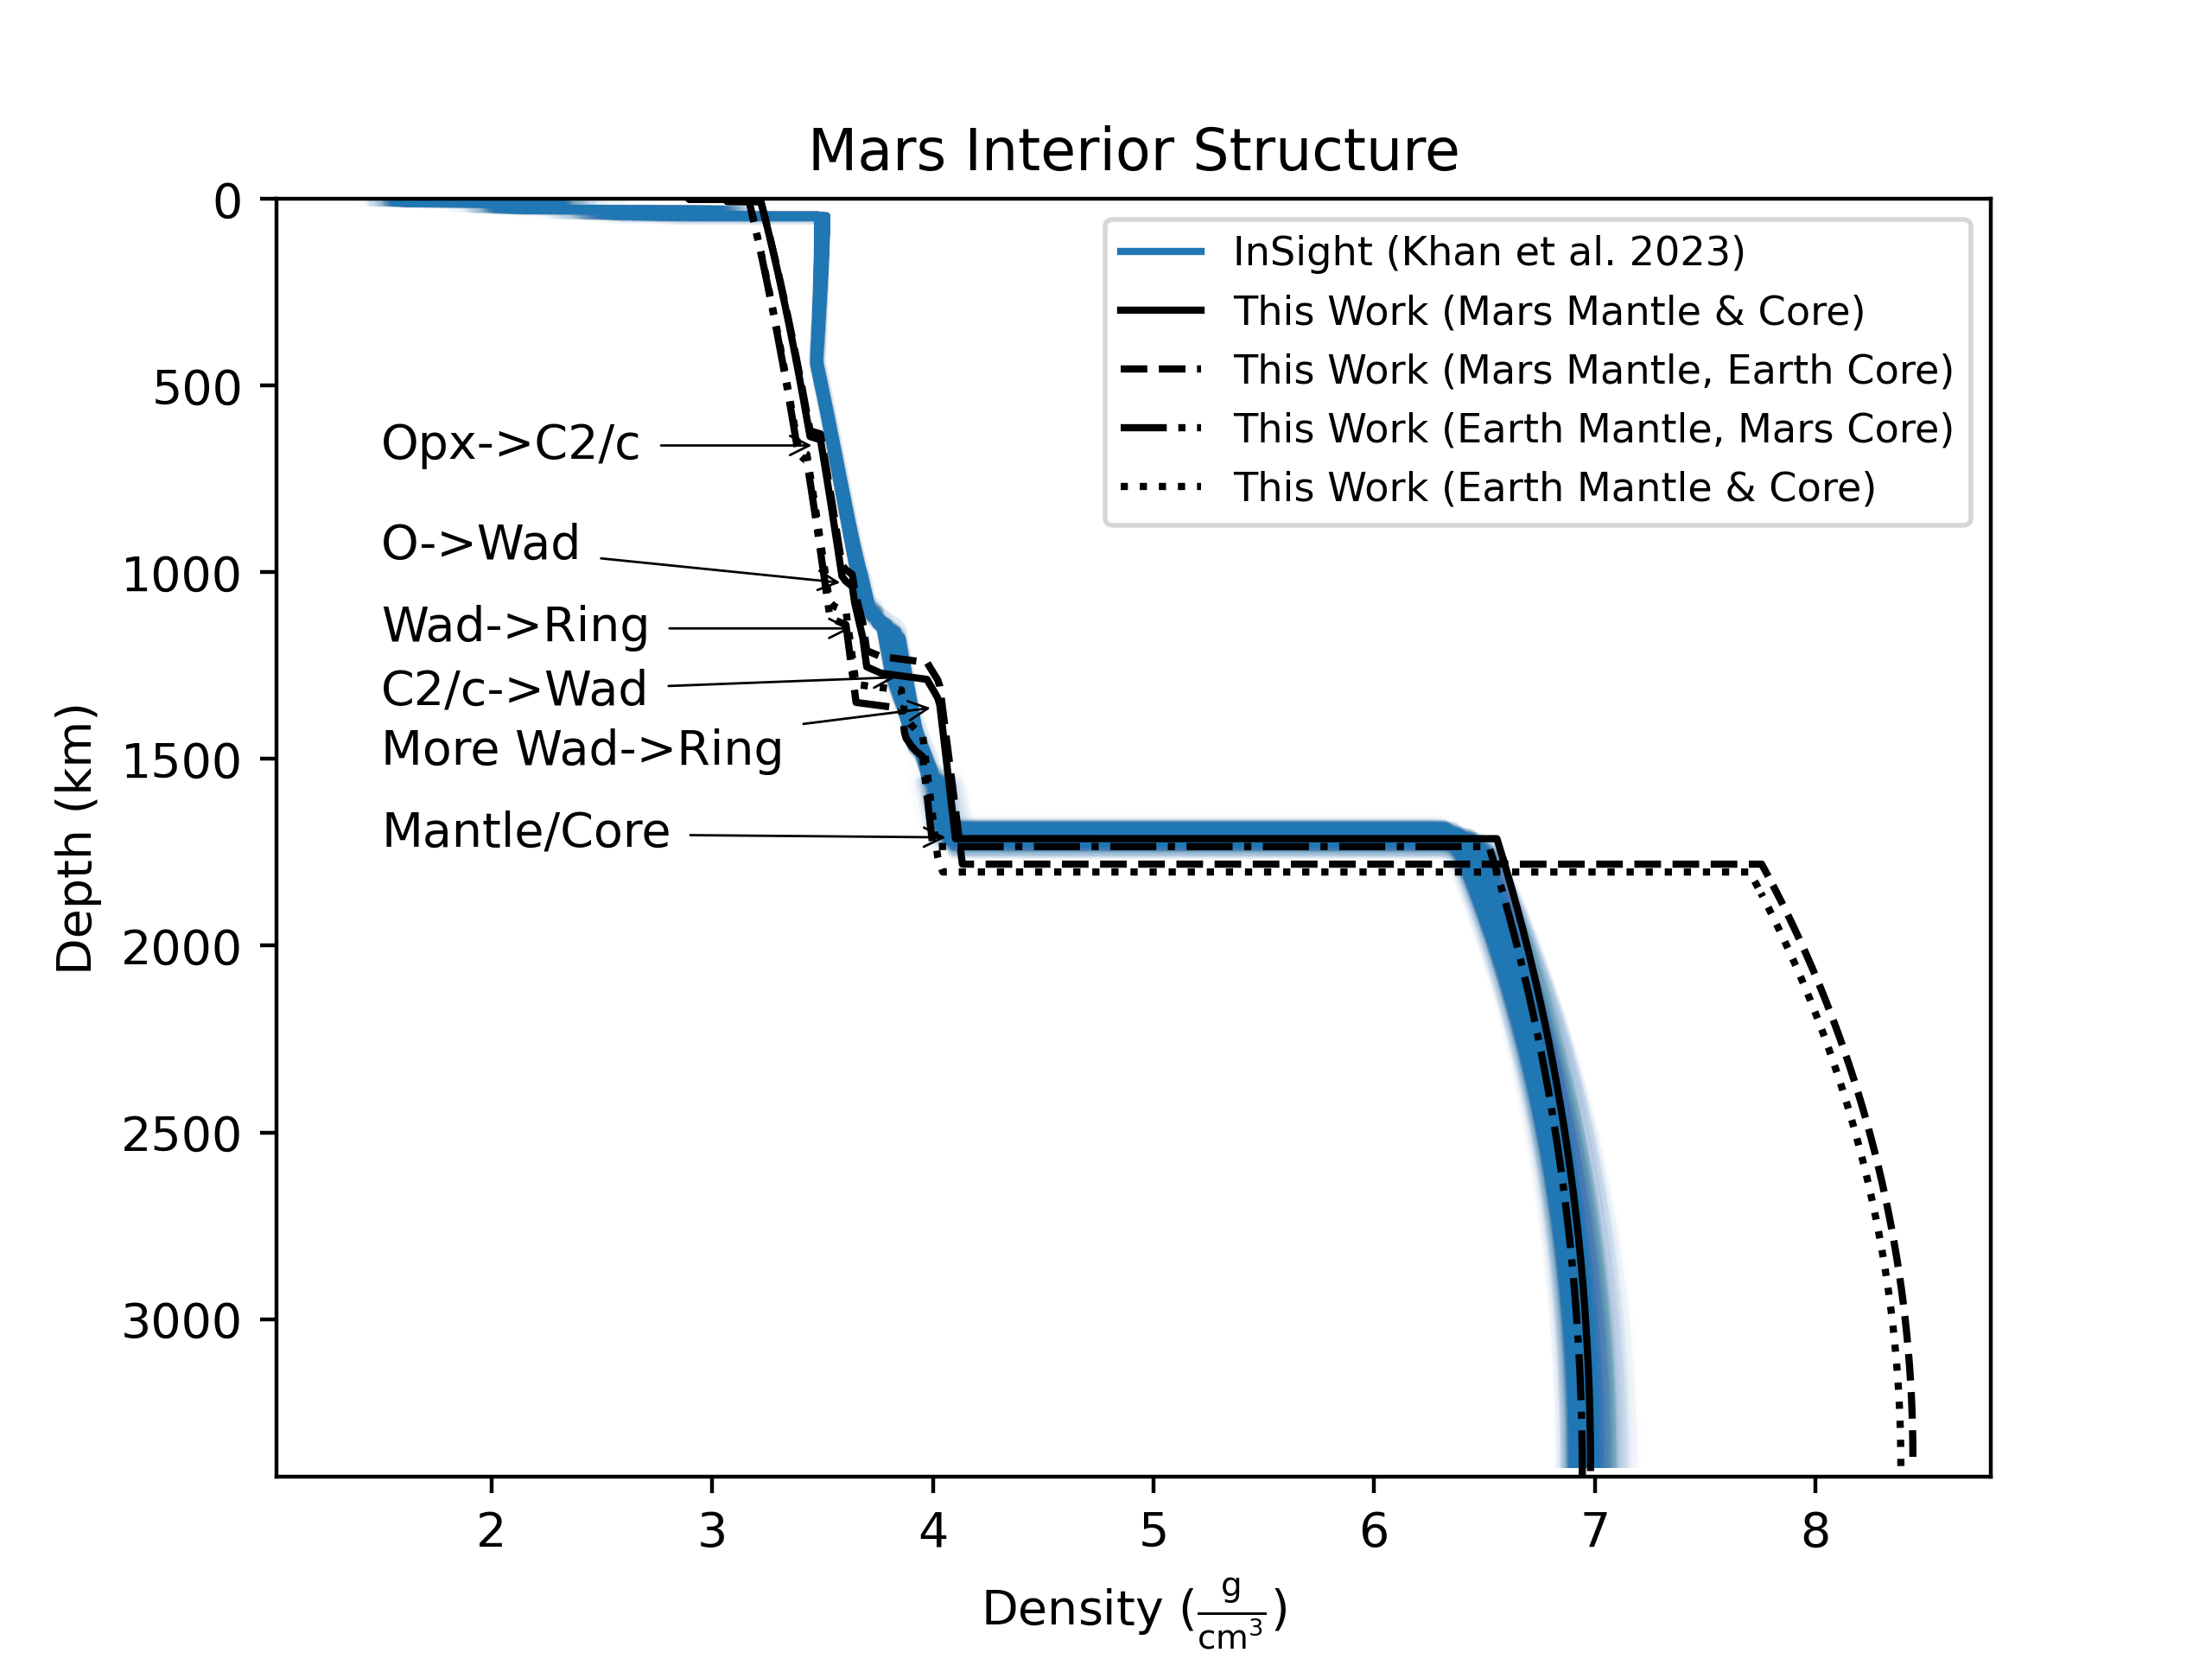 Mars Interior Structure
0
500
1000
1500
2000
2500
3000
Depth (km)
InSight (Khan et al. 2023)
This Work (Mars Mantle & Core)
This Work (Mars Mantle, Earth Core)
This Work (Earth Mantle, Mars Core)
This Work (Earth Mantle & Core)
Opx->C2/c
O->Wad
Wad->Ring
C2/c->Wad
More Wad->Ring
Mantle/Core
2 3 4 5 6 7 8
Density (g/cm³)